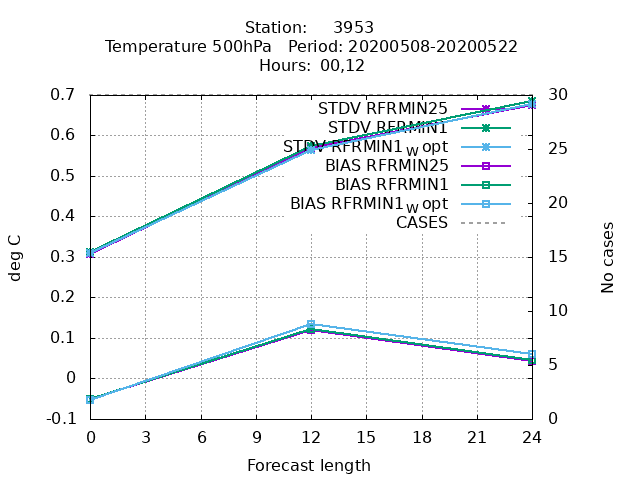 Station: 3953
Temperature 500hPa Period: 20200508-20200522
Hours: 00,12
deg C
No cases
0.7
0.6
0.5
0.4
0.3
0.2
0.1
0
-0.1
30
25
20
15
10
5
0
STDV RFRMIN25
STDV RFRMIN1
STDV RFRMIN1W opt
BIAS RFRMIN25
BIAS RFRMIN1
BIAS RFRMIN1W opt
CASES
0 3 6 9 12 15 18 21 24
Forecast length